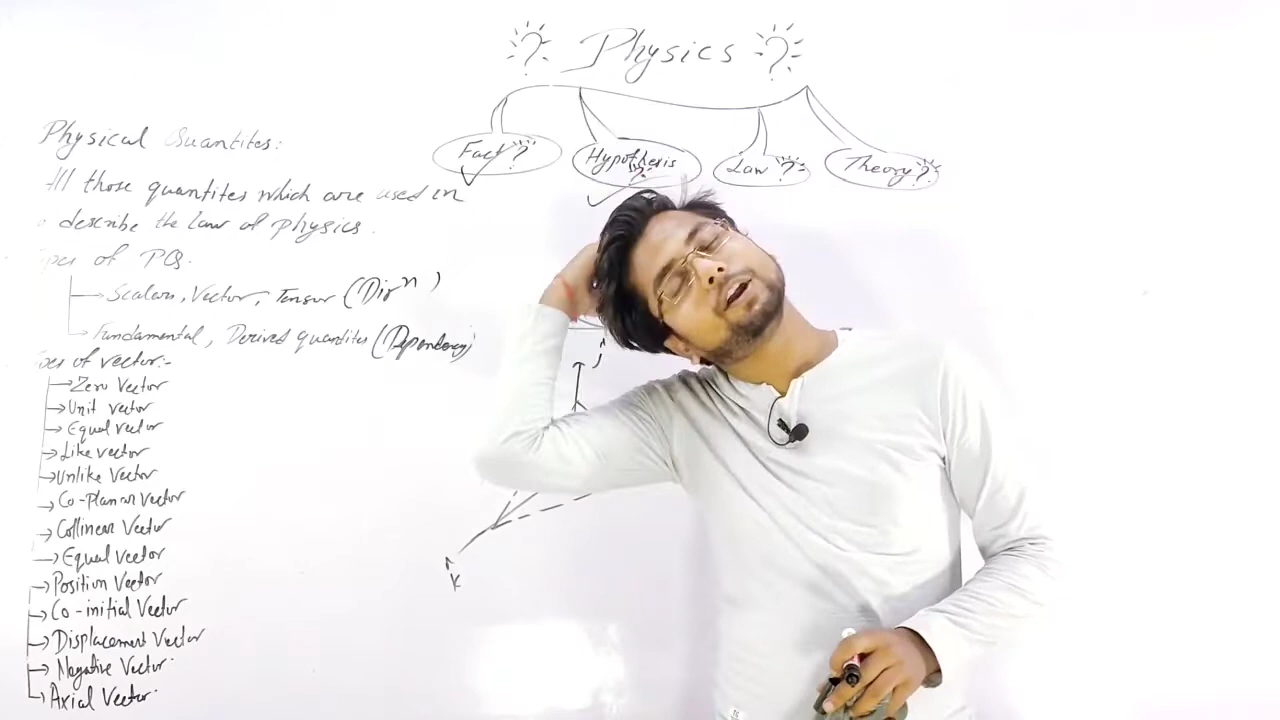 ? Physics ?
Fact ?
Hypothesis ?
Law ?
Theory ?
Physical Quantites:
All those quantites which are used in
describe the Law of physics.
of PQ.
Scalars, Vector, Tensor (Dirⁿ)
Fundamental, Derived quantites (Dependency)
of vector:-
Zero Vector
Unit vector
Equal vector
Like vector
Unlike Vector
Co-planar Vector
Collinear Vector
Equal vector
Position Vector
Co-initial Vector
Displacement Vector
Negative Vector
Axial Vector
j
k